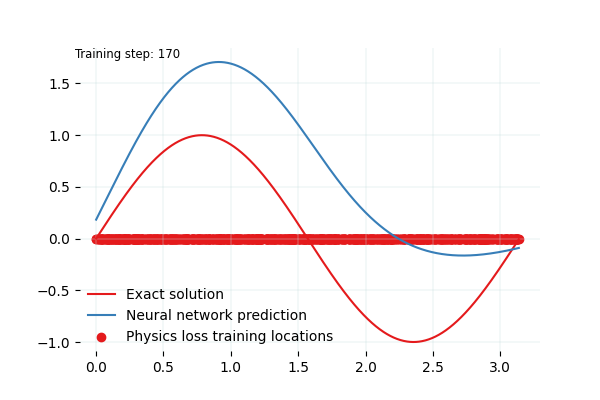 Training step: 170
1.5
1.0
0.5
0.0
−0.5
−1.0
Exact solution
Neural network prediction
Physics loss training locations
0.0 0.5 1.0 1.5 2.0 2.5 3.0